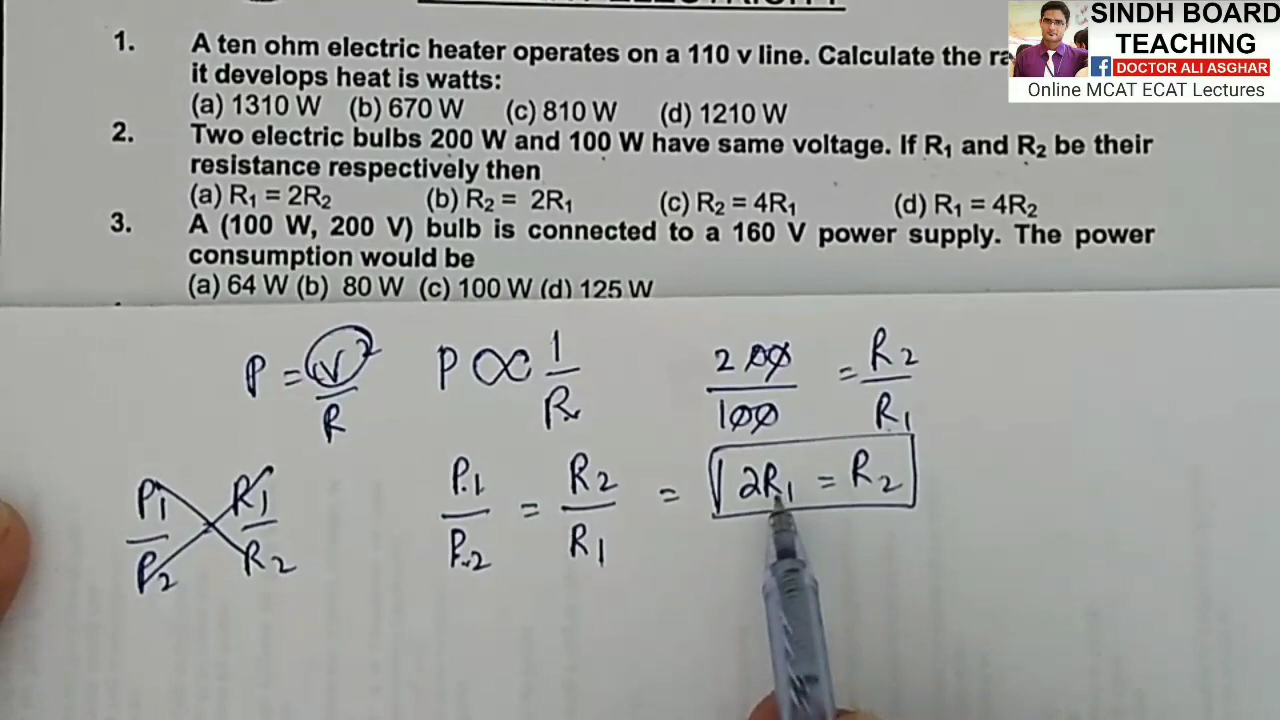 SINDH BOARD
TEACHING
DOCTOR ALI ASGHAR
Online MCAT ECAT Lectures
1. A ten ohm electric heater operates on a 110 v line. Calculate the
it develops heat is watts:
(a) 1310 W (b) 670 W (c) 810 W (d) 1210 W
2. Two electric bulbs 200 W and 100 W have same voltage. If R₁ and R₂ be their
resistance respectively then
(a) R₁ = 2R₂ (b) R₂ = 2R₁ (c) R₂ = 4R₁ (d) R₁ = 4R₂
3. A (100 W, 200 V) bulb is connected to a 160 V power supply. The power
consumption would be
(a) 64 W (b) 80 W (c) 100 W (d) 125 W
P = V²/R P ∝ 1/R 200/100 = R₂/R₁
P₁/P₂ R₁/R₂ P₁/P₂ = R₂/R₁ = 2R₁ = R₂